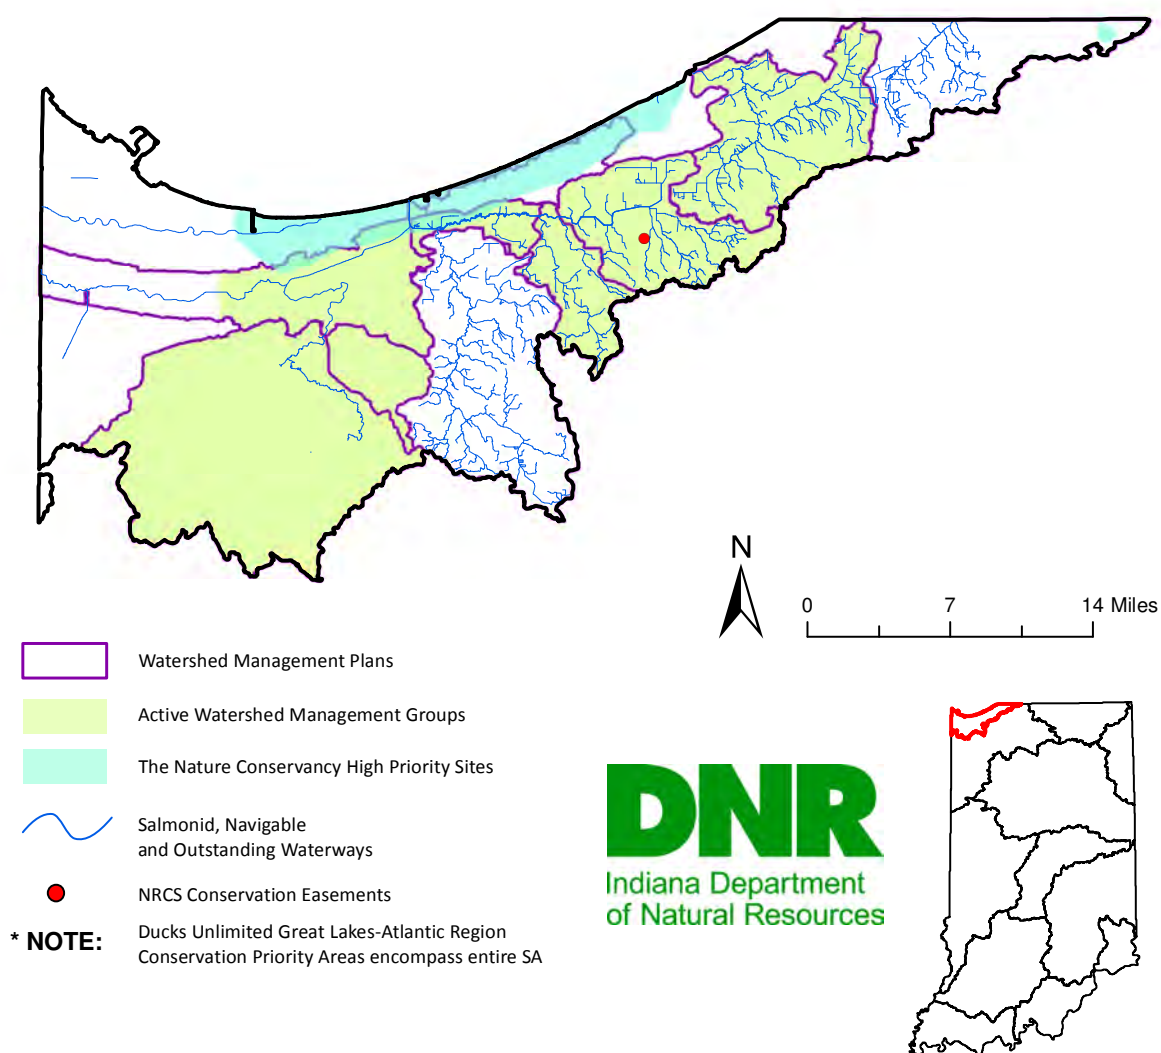 N
0 7 14 Miles
Watershed Management Plans
Active Watershed Management Groups
The Nature Conservancy High Priority Sites
Salmonid, Navigable
and Outstanding Waterways
NRCS Conservation Easements
* NOTE: Ducks Unlimited Great Lakes-Atlantic Region
Conservation Priority Areas encompass entire SA
DNR
Indiana Department
of Natural Resources